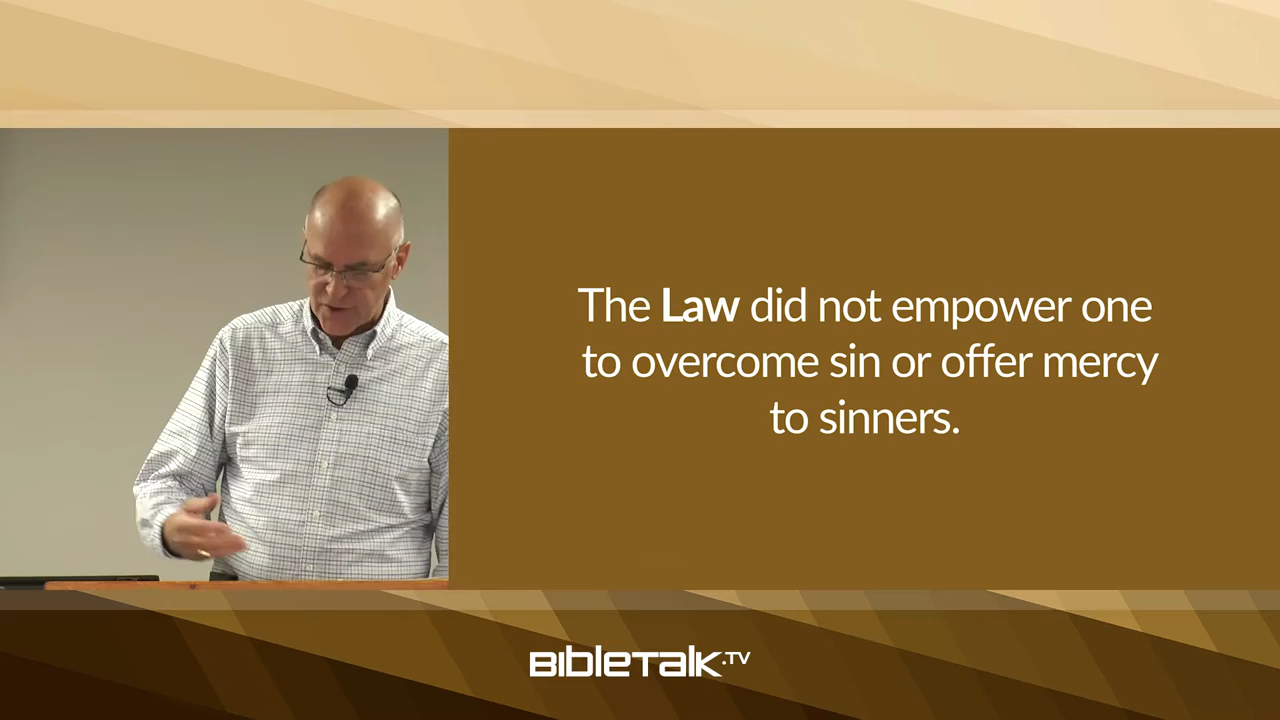 The Law did not empower one
to overcome sin or offer mercy
to sinners.
BIBLETALK.TV